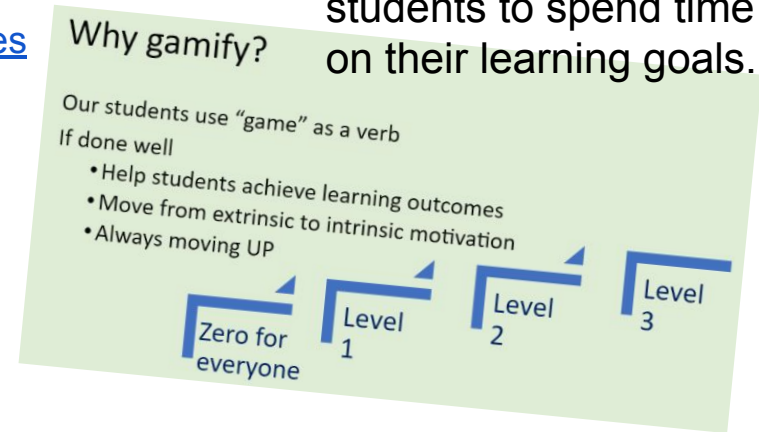 students to spend time
on their learning goals.
es
Why gamify?
Our students use “game” as a verb
If done well
•Help students achieve learning outcomes
•Move from extrinsic to intrinsic motivation
•Always moving UP
Zero for
everyone
Level
1
Level
2
Level
3